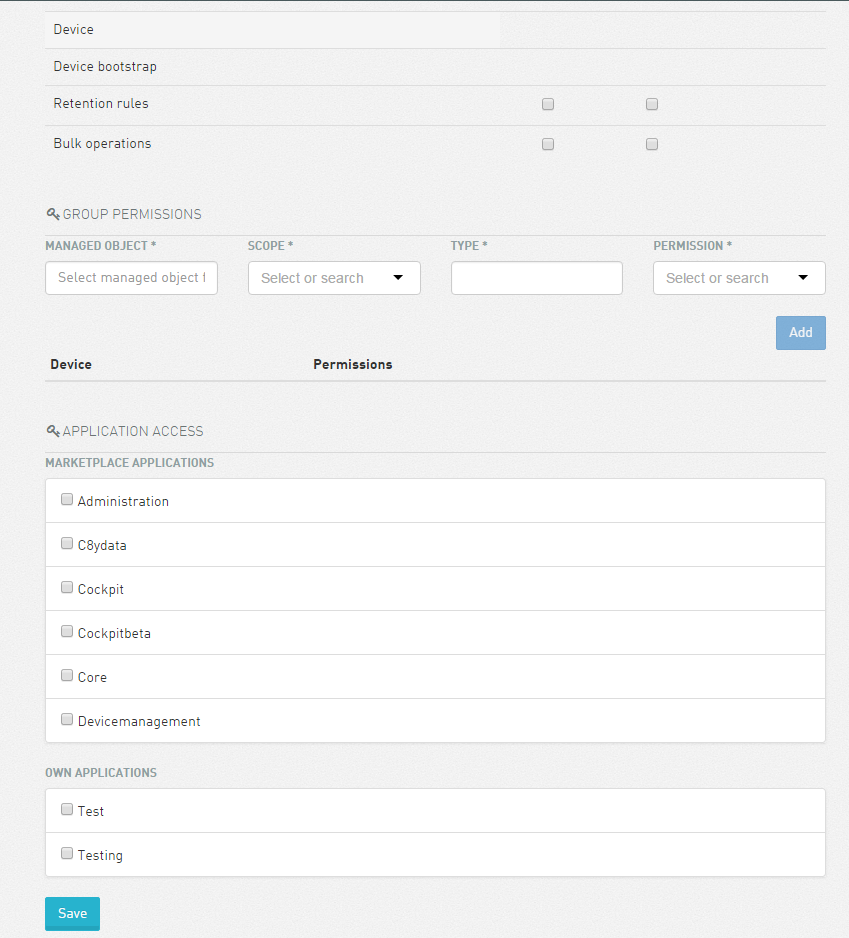 Device
Device bootstrap
Retention rules
Bulk operations
GROUP PERMISSIONS
MANAGED OBJECT * SCOPE * TYPE * PERMISSION *
Select managed object Select or search Select or search
Add
Device Permissions
APPLICATION ACCESS
MARKETPLACE APPLICATIONS
Administration
C8ydata
Cockpit
Cockpitbeta
Core
Devicemanagement
OWN APPLICATIONS
Test
Testing
Save